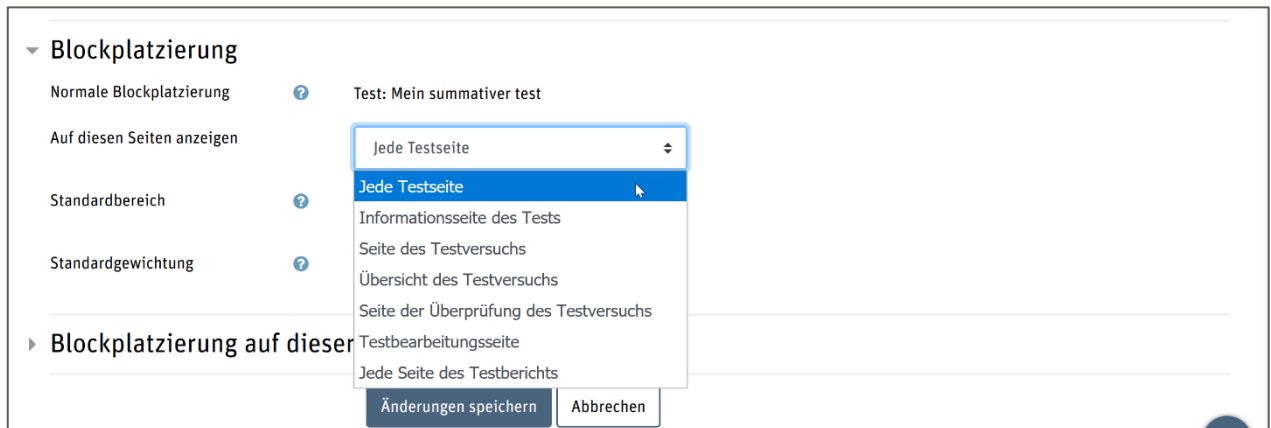 Blockplatzierung
Normale Blockplatzierung ? Test: Mein summativer test
Auf diesen Seiten anzeigen
Jede Testseite
Jede Testseite
Informationsseite des Tests
Standardbereich ?
Seite des Testversuchs
Standardgewichtung ?
Übersicht des Testversuchs
Seite der Überprüfung des Testversuchs
Blockplatzierung auf dieser
Testbearbeitungsseite
Jede Seite des Testberichts
Änderungen speichern Abbrechen